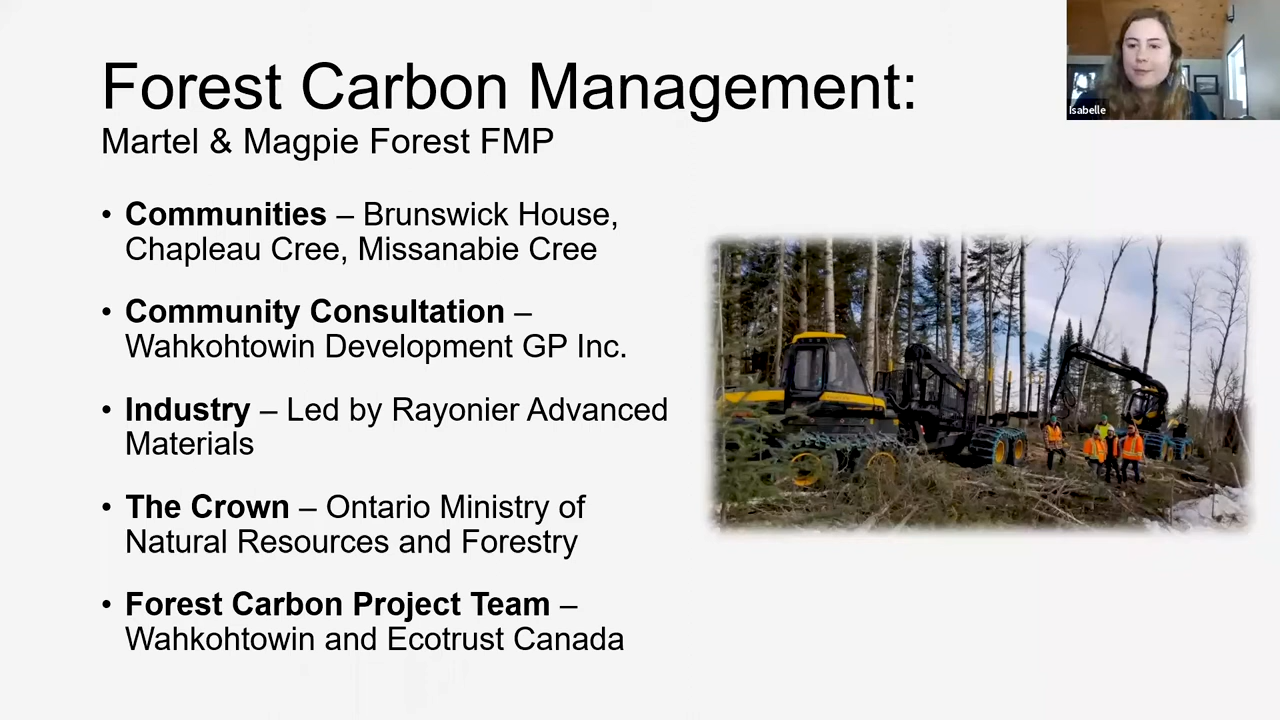 Forest Carbon Management:
Martel & Magpie Forest FMP
Isabelle
• Communities – Brunswick House,
Chapleau Cree, Missanabie Cree
• Community Consultation –
Wahkohtowin Development GP Inc.
• Industry – Led by Rayonier Advanced
Materials
• The Crown – Ontario Ministry of
Natural Resources and Forestry
• Forest Carbon Project Team –
Wahkohtowin and Ecotrust Canada